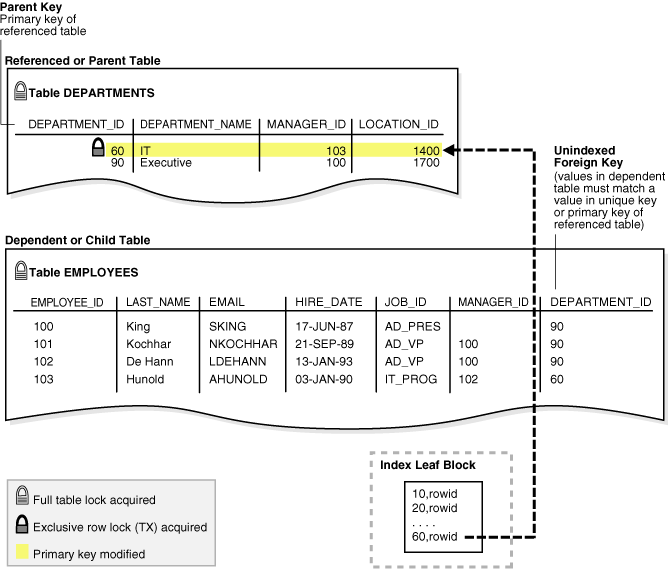 Parent Key
Primary key of
referenced table
Referenced or Parent Table
Table DEPARTMENTS
DEPARTMENT_ID DEPARTMENT_NAME MANAGER_ID LOCATION_ID
60 IT 103 1400
90 Executive 100 1700
Unindexed
Foreign Key
(values in dependent
table must match a
value in unique key
or primary key of
referenced table)
Dependent or Child Table
Table EMPLOYEES
EMPLOYEE_ID LAST_NAME EMAIL HIRE_DATE JOB_ID MANAGER_ID DEPARTMENT_ID
100 King SKING 17-JUN-87 AD_PRES 90
101 Kochhar NKOCHHAR 21-SEP-89 AD_VP 100 90
102 De Hann LDEHANN 13-JAN-93 AD_VP 100 90
103 Hunold AHUNOLD 03-JAN-90 IT_PROG 102 60
Index Leaf Block
10,rowid
20,rowid
. . . .
60,rowid
Full table lock acquired
Exclusive row lock (TX) acquired
Primary key modified